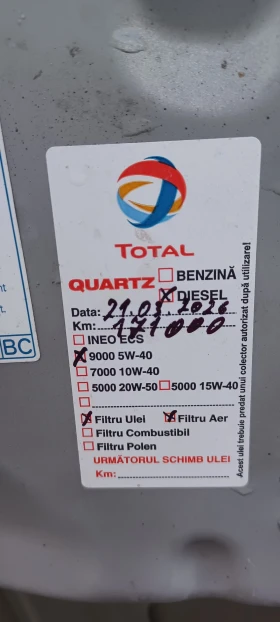 TOTAL
QUARTZ BENZINĂ
DIESEL
Data: 21.01.2026
Km: 171000
INEO ECS
9000 5W-40
7000 10W-40
5000 20W-50 5000 15W-40
Filtru Ulei Filtru Aer
Filtru Combustibil
Filtru Polen
URMĂTORUL SCHIMB ULEI
Km:
Acest ulei trebuie predat unui colector autorizat după utilizare!
BC